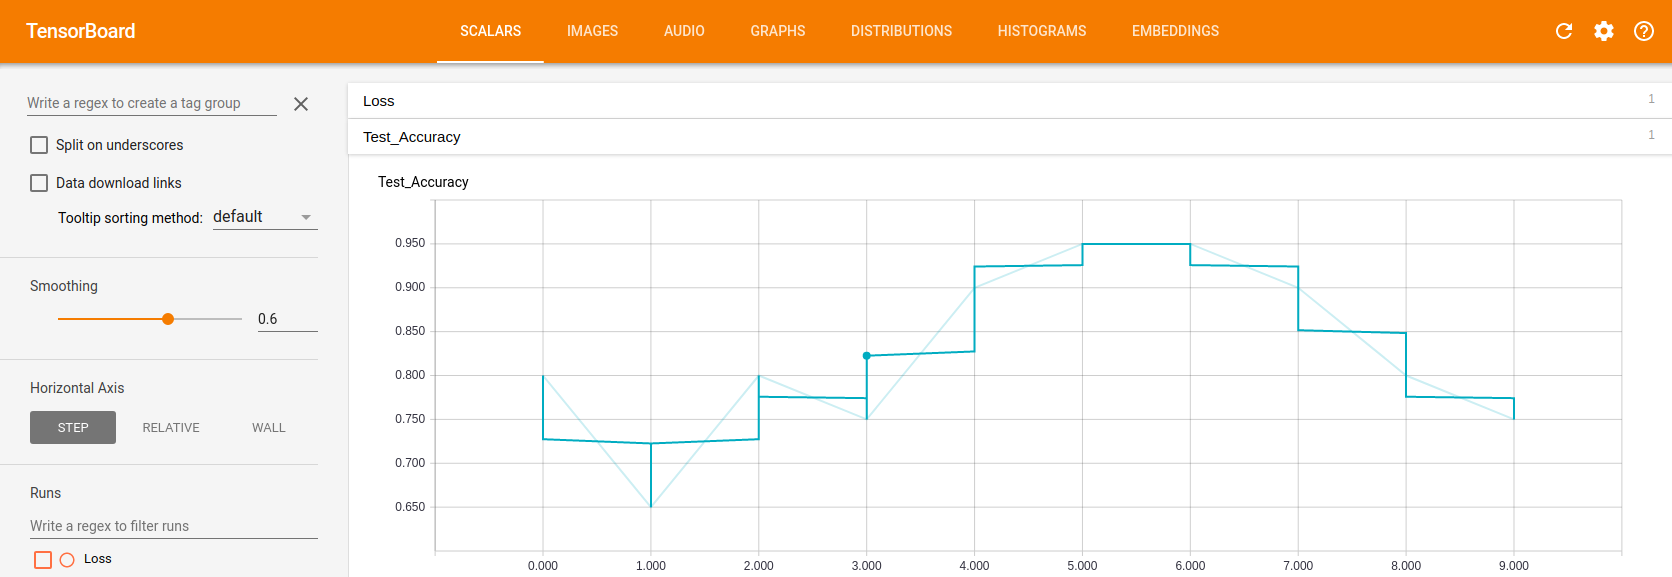 TensorBoard
SCALARS IMAGES AUDIO GRAPHS DISTRIBUTIONS HISTOGRAMS EMBEDDINGS
Write a regex to create a tag group
Split on underscores
Data download links
Tooltip sorting method: default
Smoothing
0.6
Horizontal Axis
STEP RELATIVE WALL
Runs
Write a regex to filter runs
Loss
Loss 1
Test_Accuracy 1
Test_Accuracy
0.950
0.900
0.850
0.800
0.750
0.700
0.650
0.000 1.000 2.000 3.000 4.000 5.000 6.000 7.000 8.000 9.000